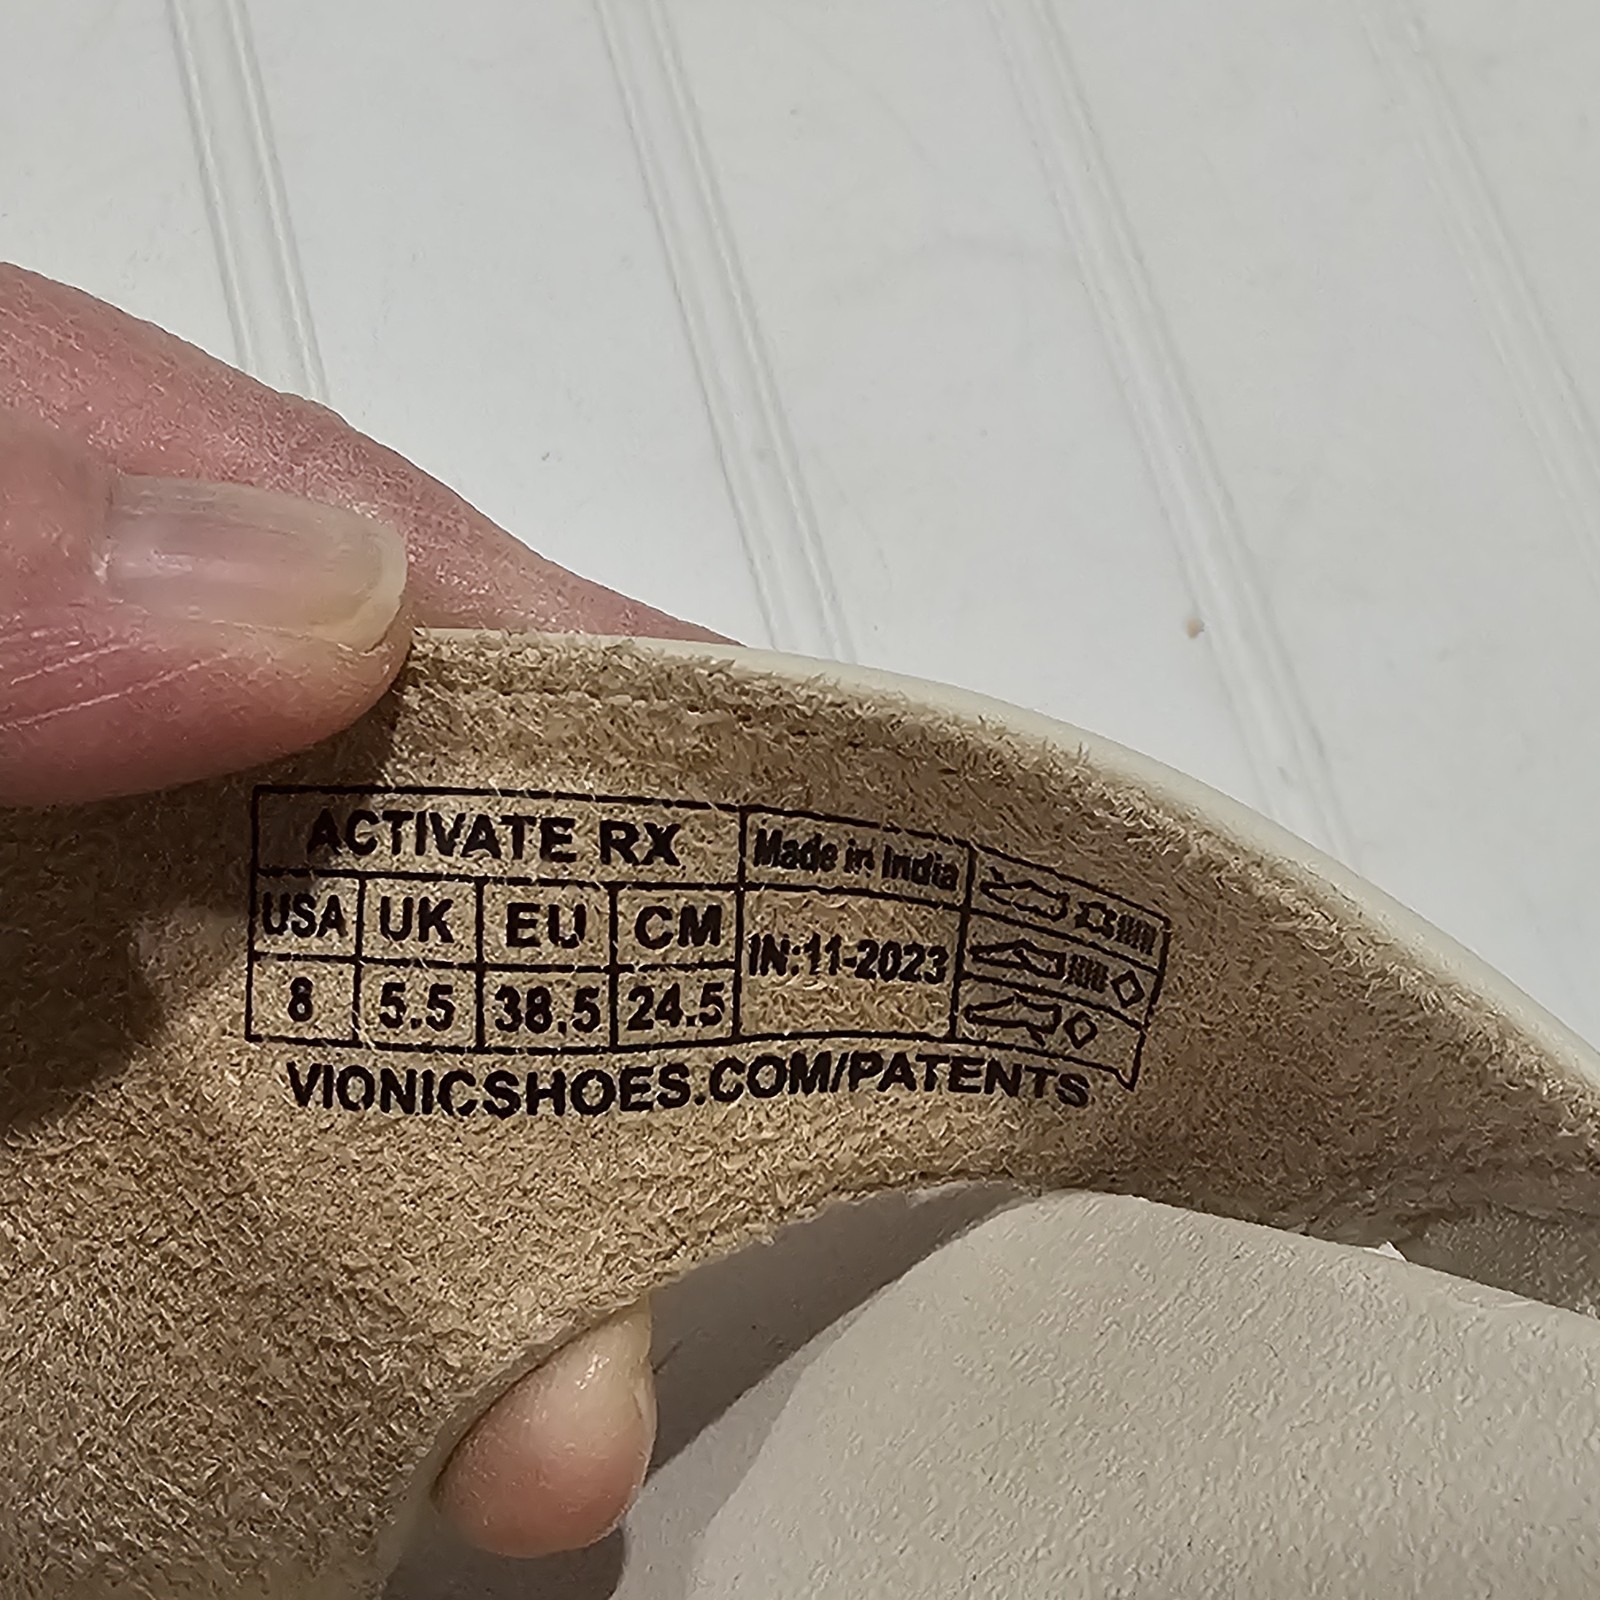 ACTIVATE RX Made in India
USA UK EU CM IN:11-2023
8 5.5 38.5 24.5
VIONICSHOES.COM/PATENTS